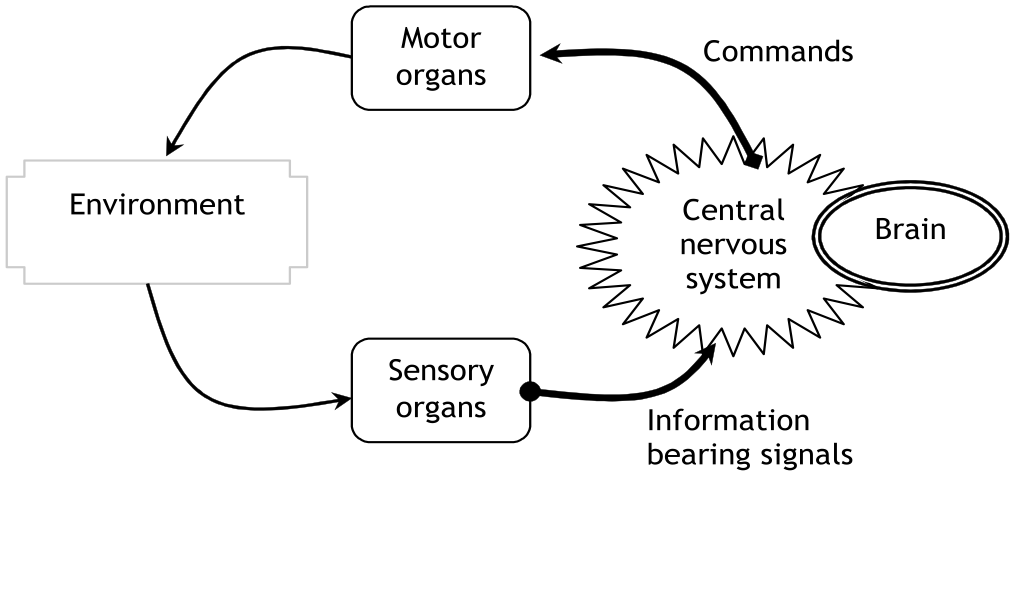 Motor
organs
Commands
Environment
Central
nervous
system
Brain
Sensory
organs
Information
bearing signals